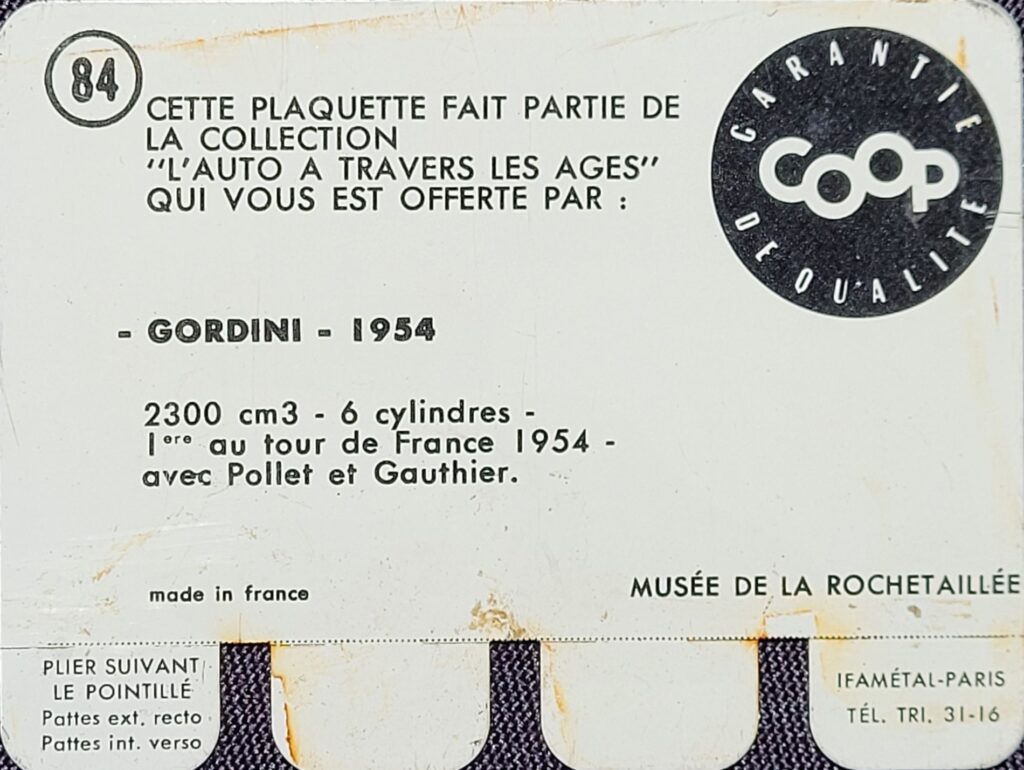 84
CETTE PLAQUETTE FAIT PARTIE DE
LA COLLECTION
"L'AUTO A TRAVERS LES AGES"
QUI VOUS EST OFFERTE PAR :
GARANTIE
COOP
DE QUALITÉ
- GORDINI - 1954
2300 cm3 - 6 cylindres -
1ere au tour de France 1954 -
avec Pollet et Gauthier.
made in france
MUSÉE DE LA ROCHETAILLÉE
PLIER SUIVANT
LE POINTILLÉ
Pattes ext. recto
Pattes int. verso
IFAMÉTAL-PARIS
TÉL. TRI. 31-16